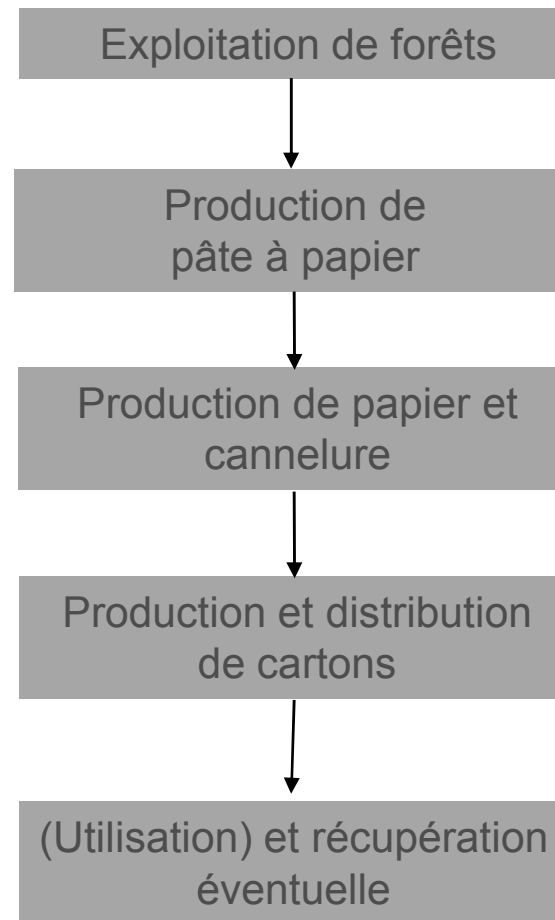 Exploitation de forêts
Production de
pâte à papier
Production de papier et
cannelure
Production et distribution
de cartons
(Utilisation) et récupération
éventuelle